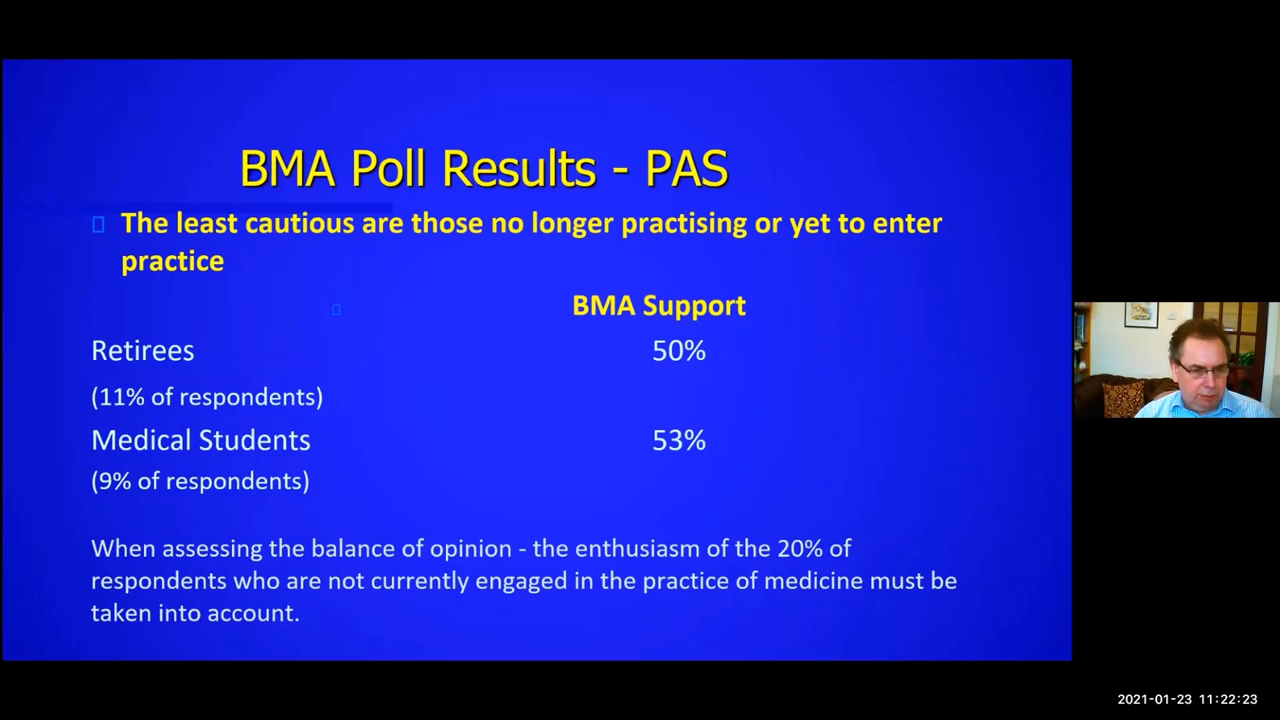 BMA Poll Results - PAS
The least cautious are those no longer practising or yet to enter
practice
BMA Support
Retirees 50%
(11% of respondents)
Medical Students 53%
(9% of respondents)
When assessing the balance of opinion - the enthusiasm of the 20% of
respondents who are not currently engaged in the practice of medicine must be
taken into account.
2021-01-23 11:22:23